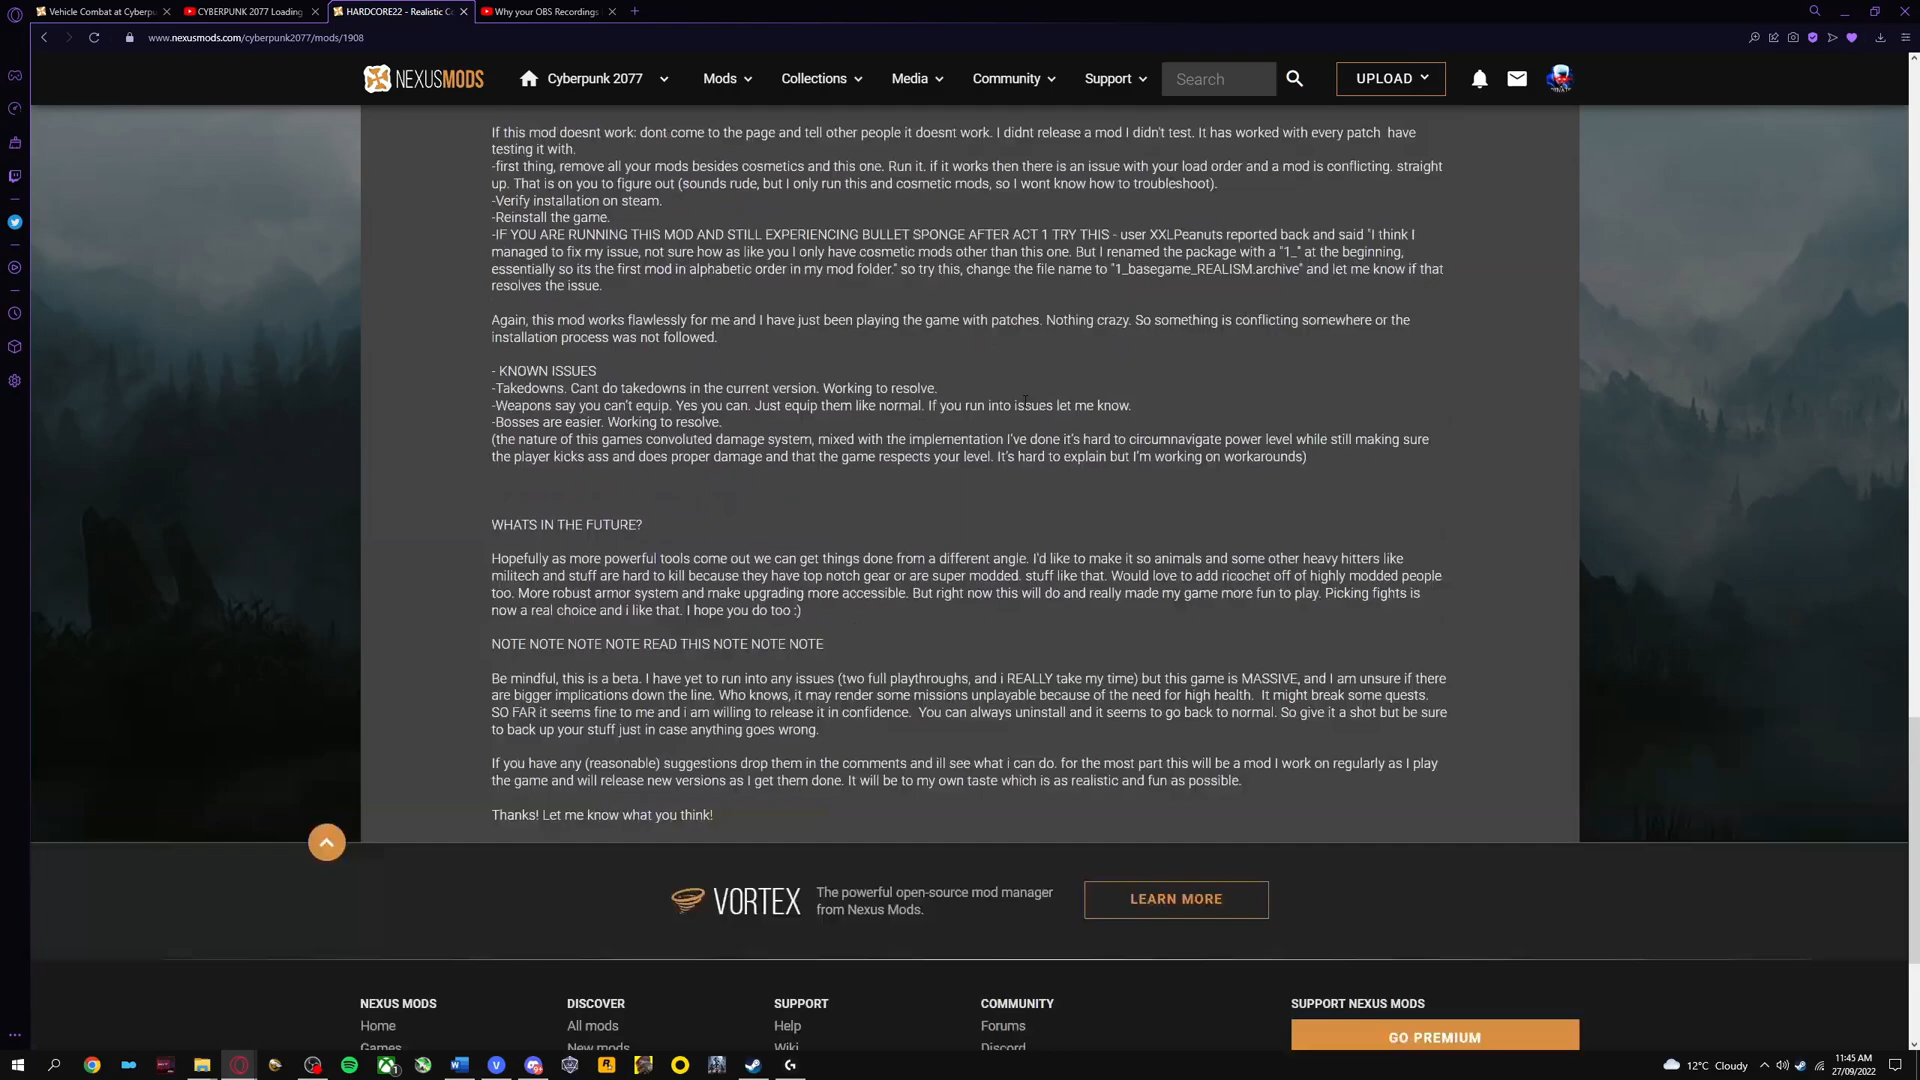 Vehicle Combat at Cyberpu
CYBERPUNK 2077 Loading
HARDCORE22 - Realistic C
Why your OBS Recordings
www.nexusmods.com/cyberpunk2077/mods/1908
NEXUSMODS
Cyberpunk 2077
Mods
Collections
Media
Community
Support
Search
UPLOAD
If this mod doesnt work: dont come to the page and tell other people it doesnt work. I didnt release a mod I didn't test. It has worked with every patch have
testing it with.
-first thing, remove all your mods besides cosmetics and this one. Run it. if it works then there is an issue with your load order and a mod is conflicting. straight
up. That is on you to figure out (sounds rude, but I only run this and cosmetic mods, so I wont know how to troubleshoot).
-Verify installation on steam.
-Reinstall the game.
-IF YOU ARE RUNNING THIS MOD AND STILL EXPERIENCING BULLET SPONGE AFTER ACT 1 TRY THIS - user XXLPeanuts reported back and said "I think I
managed to fix my issue, not sure how as like you I only have cosmetic mods other than this one. But I renamed the package with a "1_" at the beginning,
essentially so its the first mod in alphabetic order in my mod folder." so try this, change the file name to "1_basegame_REALISM.archive" and let me know if that
resolves the issue.
Again, this mod works flawlessly for me and I have just been playing the game with patches. Nothing crazy. So something is conflicting somewhere or the
installation process was not followed.
- KNOWN ISSUES
-Takedowns. Cant do takedowns in the current version. Working to resolve.
-Weapons say you can't equip. Yes you can. Just equip them like normal. If you run into issues let me know.
-Bosses are easier. Working to resolve.
(the nature of this games convoluted damage system, mixed with the implementation I've done it's hard to circumnavigate power level while still making sure
the player kicks ass and does proper damage and that the game respects your level. It's hard to explain but I'm working on workarounds)
WHATS IN THE FUTURE?
Hopefully as more powerful tools come out we can get things done from a different angle. I'd like to make it so animals and some other heavy hitters like
militech and stuff are hard to kill because they have top notch gear or are super modded. stuff like that. Would love to add ricochet off of highly modded people
too. More robust armor system and make upgrading more accessible. But right now this will do and really made my game more fun to play. Picking fights is
now a real choice and i like that. I hope you do too :)
NOTE NOTE NOTE NOTE READ THIS NOTE NOTE NOTE
Be mindful, this is a beta. I have yet to run into any issues (two full playthroughs, and i REALLY take my time) but this game is MASSIVE, and I am unsure if there
are bigger implications down the line. Who knows, it may render some missions unplayable because of the need for high health. It might break some quests.
SO FAR it seems fine to me and i am willing to release it in confidence. You can always uninstall and it seems to go back to normal. So give it a shot but be sure
to back up your stuff just in case anything goes wrong.
If you have any (reasonable) suggestions drop them in the comments and ill see what i can do. for the most part this will be a mod I work on regularly as I play
the game and will release new versions as I get them done. It will be to my own taste which is as realistic and fun as possible.
Thanks! Let me know what you think!
VORTEX
The powerful open-source mod manager
from Nexus Mods.
LEARN MORE
NEXUS MODS
DISCOVER
SUPPORT
COMMUNITY
SUPPORT NEXUS MODS
Home
All mods
Help
Forums
GO PREMIUM
Games
New mods
Wiki
Discord
12°C Cloudy
11:45 AM
27/09/2022